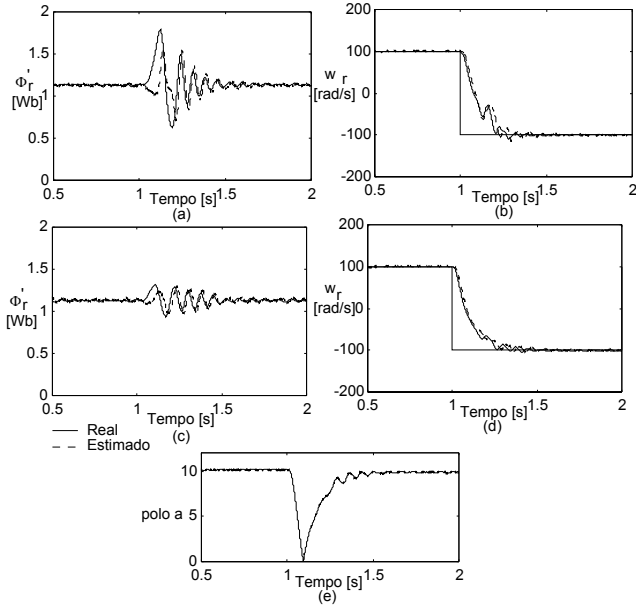 2
1.5
Φ'r 1
[Wb]
0.5
0
0.5 1 1.5 2
Tempo [s]
(a)
200
100
wr
[rad/s] 0
-100
-200
0.5 1 1.5 2
Tempo [s]
(b)
2
1.5
Φ'r 1
[Wb]
0.5
0
0.5 1 1.5 2
Tempo [s]
(c)
100
100
wr
[rad/s] 0
-100
-200
0.5 1 1.5 2
Tempo [s]
(d)
Real
Estimado
10
polo a 5
0
0.5 1 1.5 2
Tempo [s]
(e)